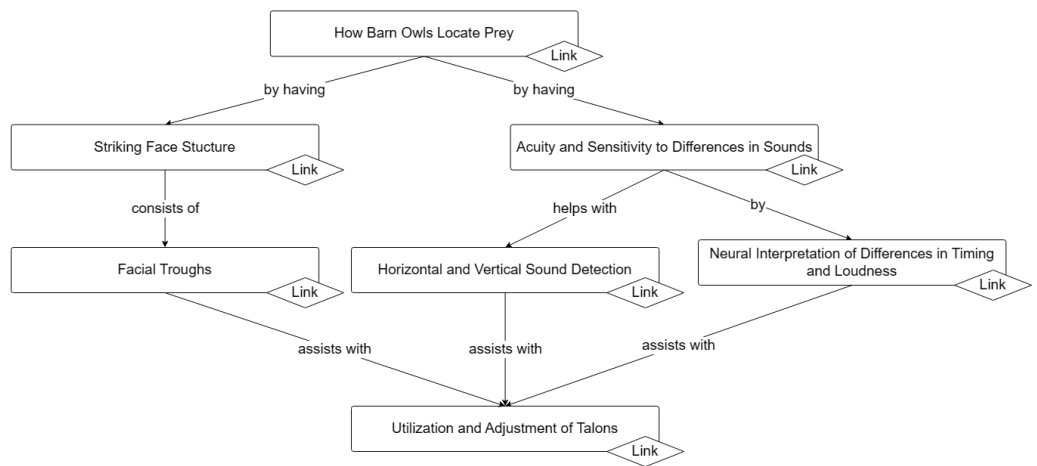 How Barn Owls Locate Prey
Link
by having
by having
Striking Face Stucture
Link
Acuity and Sensitivity to Differences in Sounds
Link
consists of
helps with
by
Facial Troughs
Link
Horizontal and Vertical Sound Detection
Link
Neural Interpretation of Differences in Timing
and Loudness
Link
assists with
assists with
assists with
Utilization and Adjustment of Talons
Link